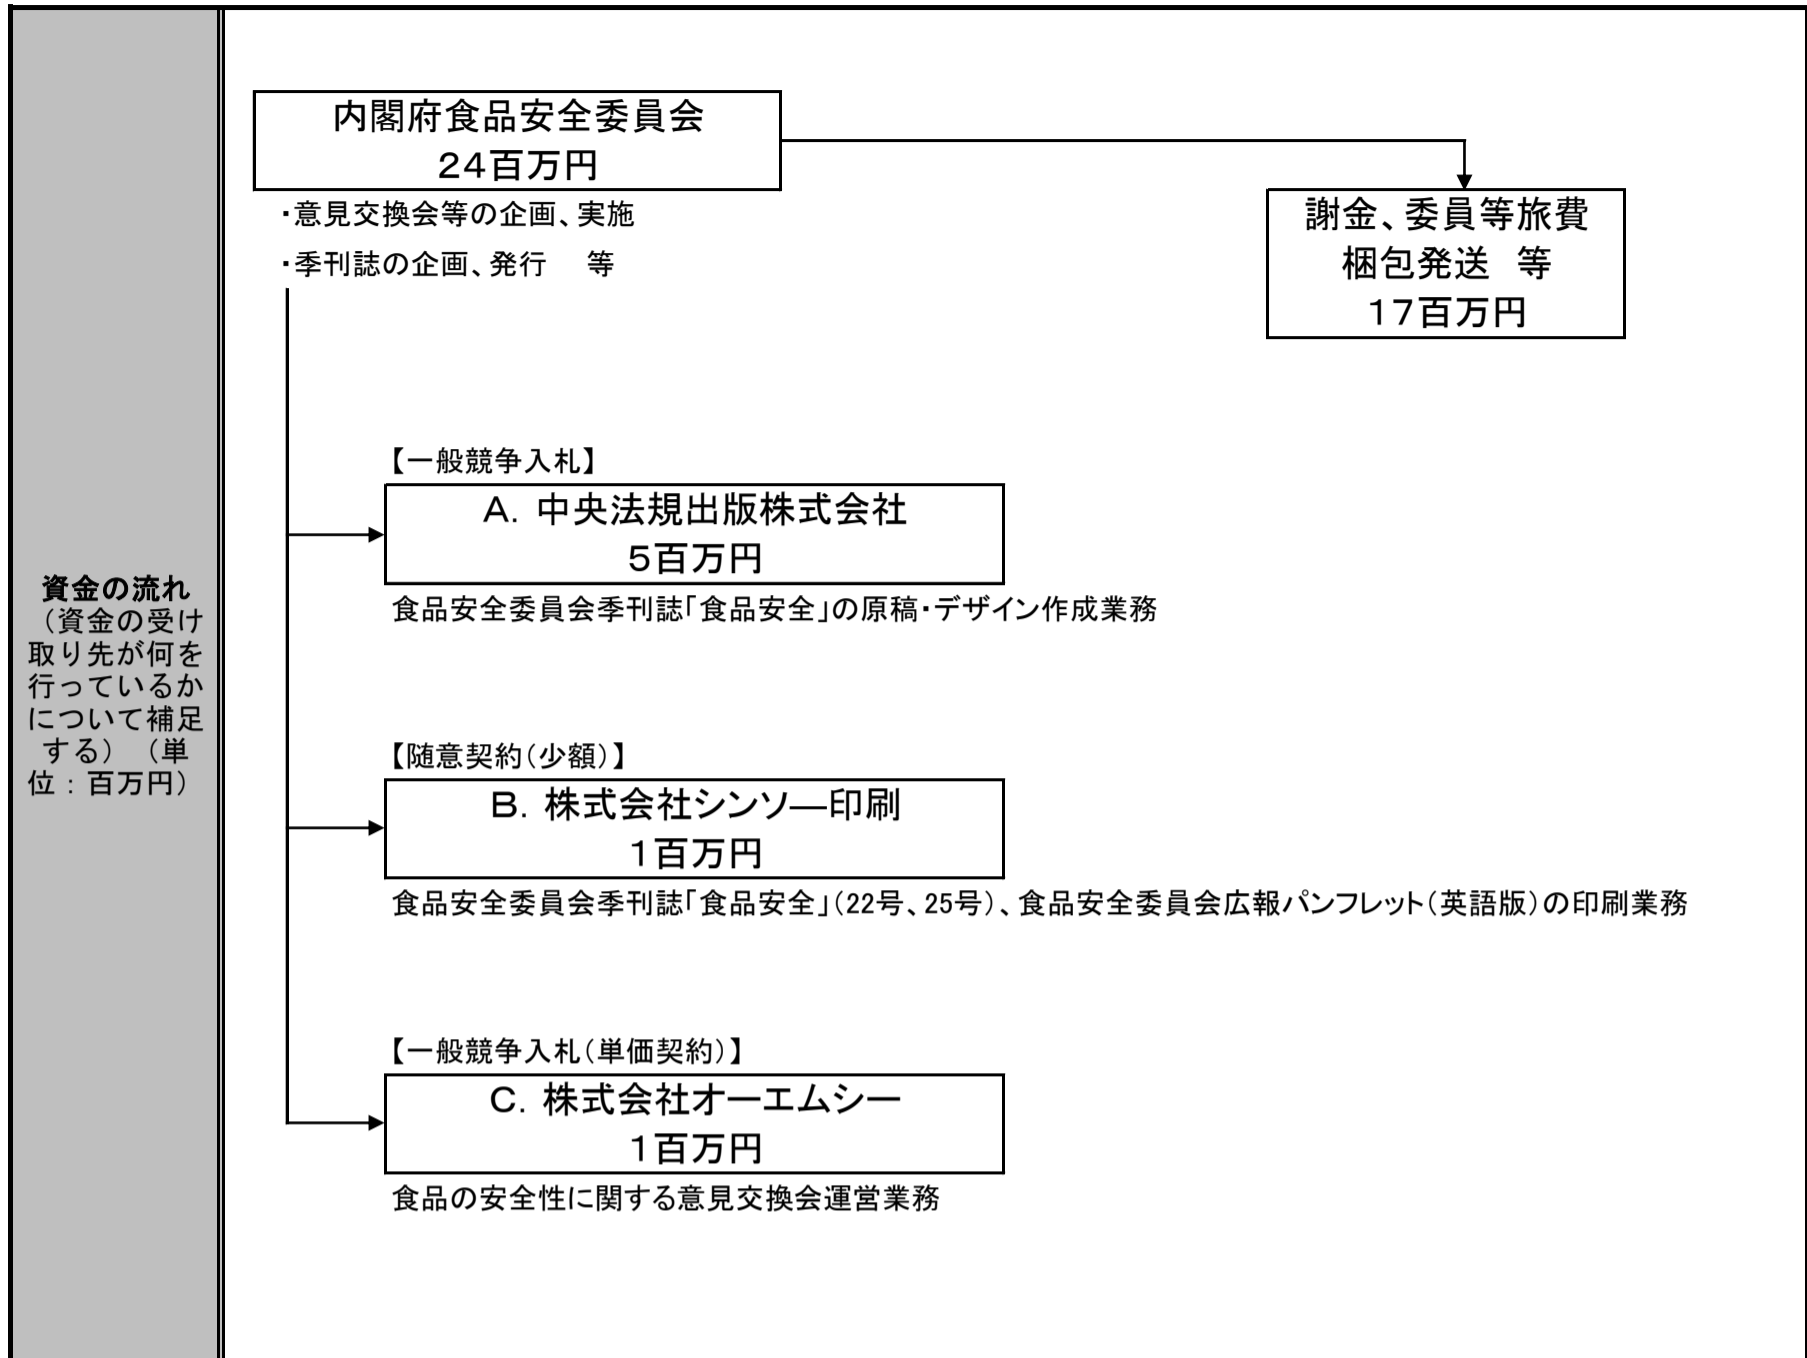 資金の流れ
（資金の受け
取り先が何を
行っているか
について補足
する）（単
位：百万円）
内閣府食品安全委員会
24百万円
・意見交換会等の企画、実施
・季刊誌の企画、発行　等
謝金、委員等旅費
梱包発送　等
17百万円
【一般競争入札】
A．中央法規出版株式会社
5百万円
食品安全委員会季刊誌｢食品安全｣の原稿・デザイン作成業務
【随意契約（少額）】
B．株式会社シンソ―印刷
1百万円
食品安全委員会季刊誌｢食品安全｣（22号、25号）、食品安全委員会広報パンフレット（英語版）の印刷業務
【一般競争入札（単価契約）】
C．株式会社オーエムシー
1百万円
食品の安全性に関する意見交換会運営業務